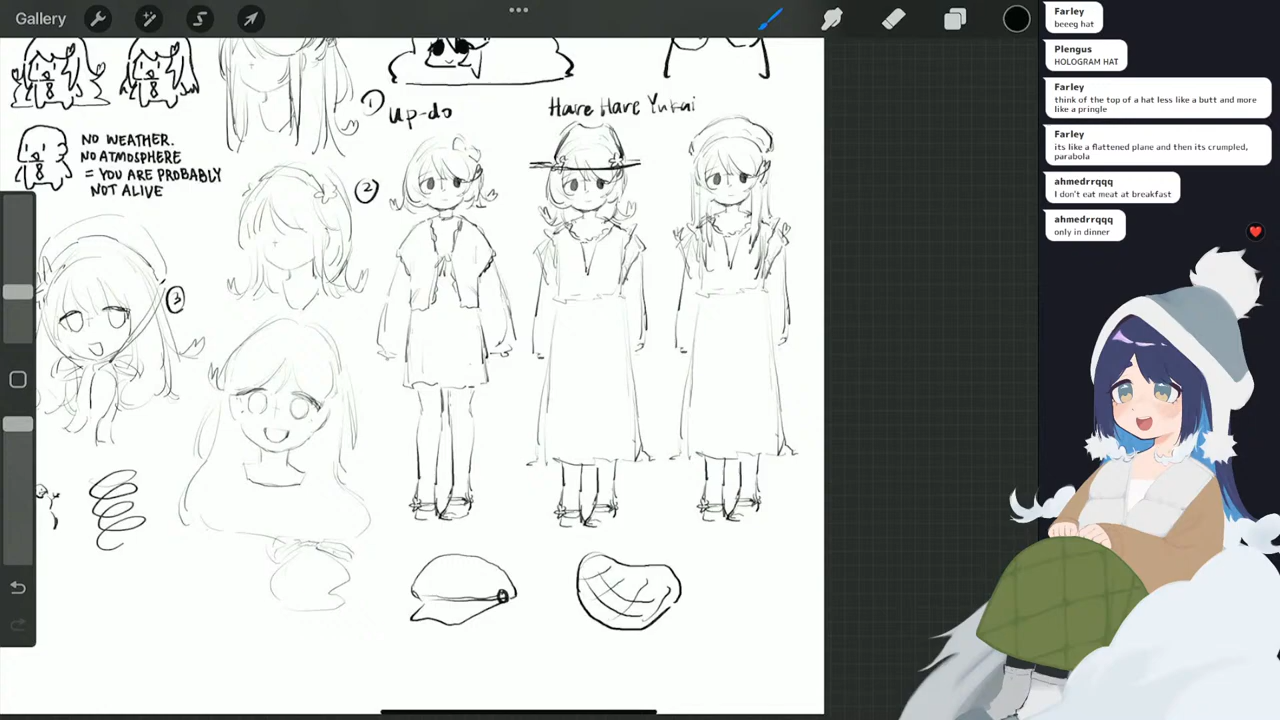 Gallery
NO WEATHER.
NO ATMOSPHERE
= YOU ARE PROBABLY
NOT ALIVE
① up-do
②
③
Hare Hare Yukai
Farley
beeeg hat
Plengus
HOLOGRAM HAT
Farley
think of the top of a hat less like a butt and more
like a pringle
Farley
its like a flattened plane and then its crumpled,
parabola
ahmedrrqqq
I don't eat meat at breakfast
ahmedrrqqq
only in dinner